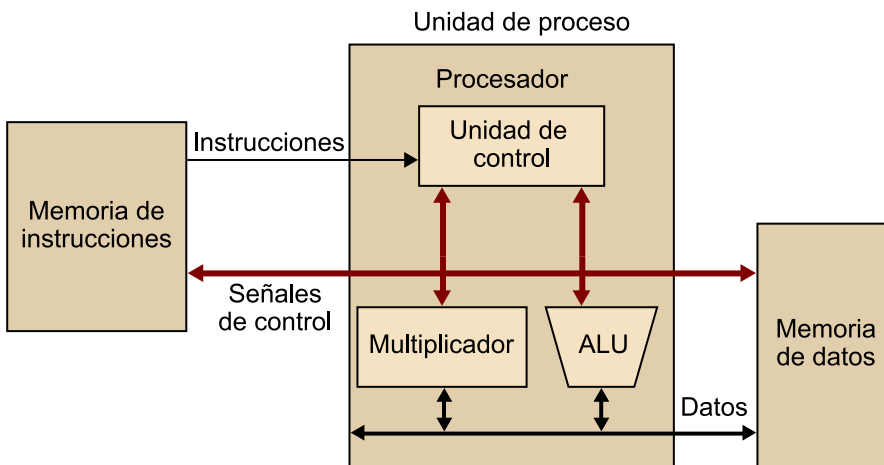 Unidad de proceso
Procesador
Unidad de
control
Instrucciones
Memoria de
instrucciones
Señales
de control
Multiplicador
ALU
Memoria
de datos
Datos